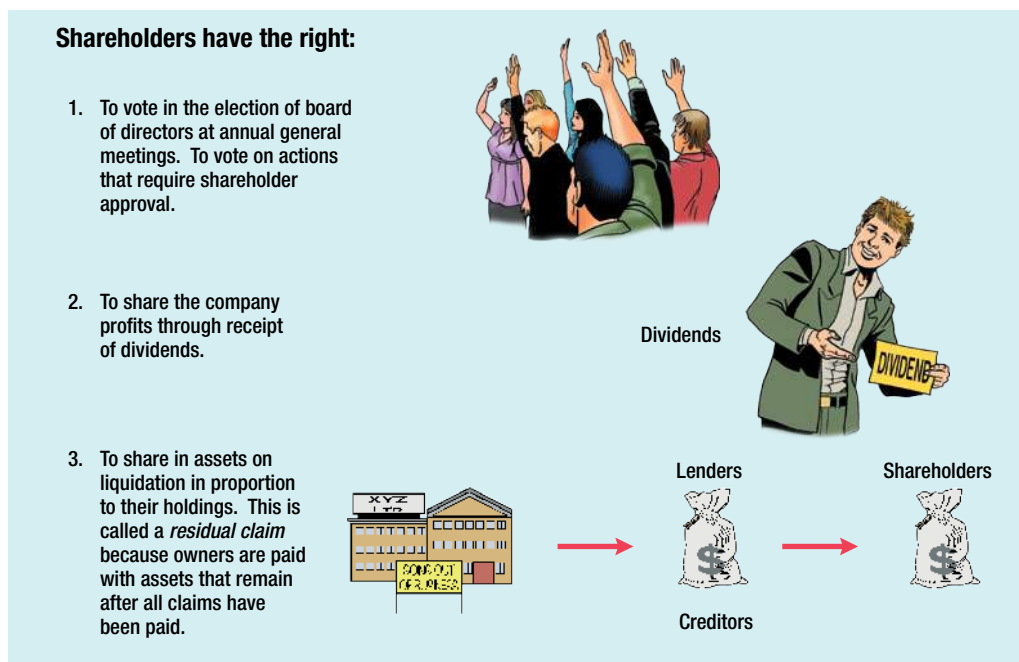 Shareholders have the right:
1. To vote in the election of board
of directors at annual general
meetings. To vote on actions
that require shareholder
approval.
2. To share the company
profits through receipt
of dividends.
Dividends
DIVIDEND
3. To share in assets on
liquidation in proportion
to their holdings. This is
called a residual claim
because owners are paid
with assets that remain
after all claims have
been paid.
XYZ
LTD
GOING OUT
OF BUSINESS
Lenders
$
Creditors
Shareholders
$